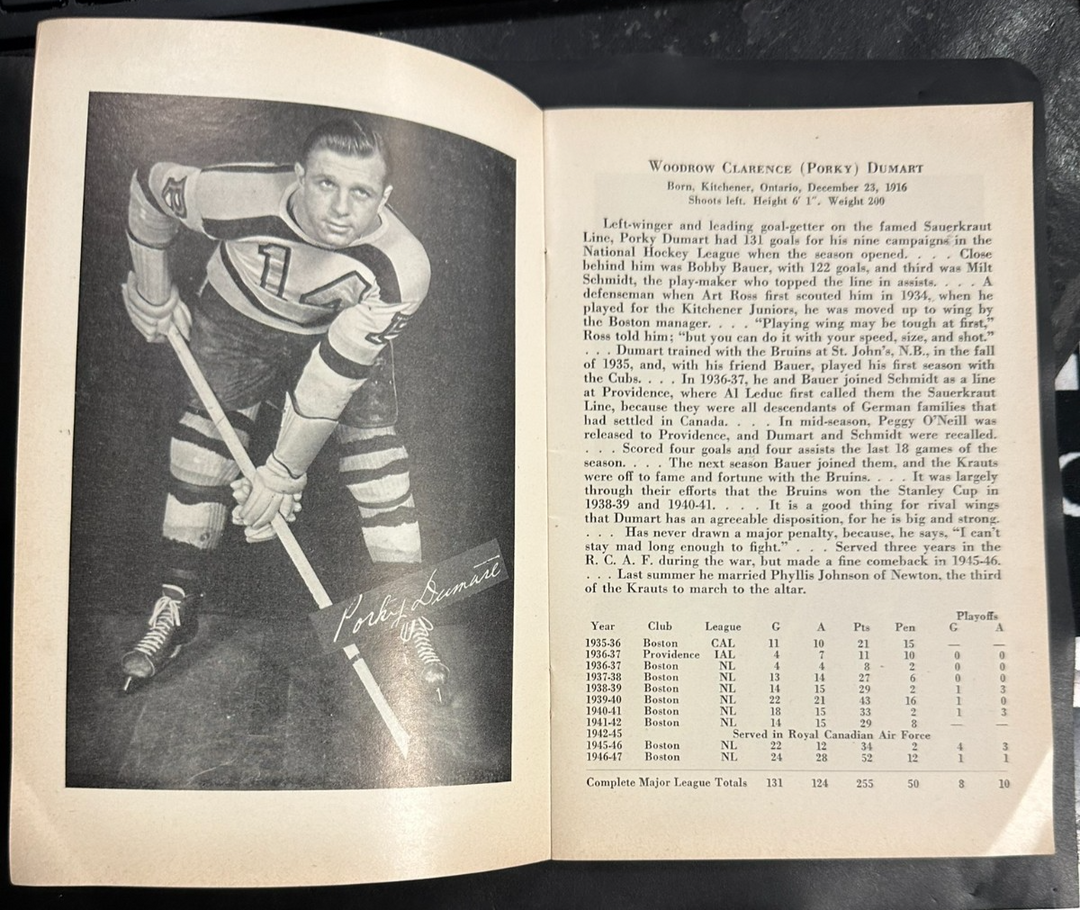 14
Porky Dumart
WOODROW CLARENCE (PORKY) DUMART
Born, Kitchener, Ontario, December 23, 1916
Shoots left. Height 6' 1". Weight 200
Left-winger and leading goal-getter on the famed Sauerkraut
Line, Porky Dumart had 131 goals for his nine campaigns in the
National Hockey League when the season opened. . . . Close
behind him was Bobby Bauer, with 122 goals, and third was Milt
Schmidt, the play-maker who topped the line in assists. . . . A
defenseman when Art Ross first scouted him in 1934, when he
played for the Kitchener Juniors, he was moved up to wing by
the Boston manager. . . . “Playing wing may be tough at first,”
Ross told him; “but you can do it with your speed, size, and shot.”
. . . Dumart trained with the Bruins at St. John's, N.B., in the fall
of 1935, and, with his friend Bauer, played his first season with
the Cubs. . . . In 1936-37, he and Bauer joined Schmidt as a line
at Providence, where Al Leduc first called them the Sauerkraut
Line, because they were all descendants of German families that
had settled in Canada. . . . In mid-season, Peggy O'Neill was
released to Providence, and Dumart and Schmidt were recalled.
. . . Scored four goals and four assists the last 18 games of the
season. . . . The next season Bauer joined them, and the Krauts
were off to fame and fortune with the Bruins. . . . It was largely
through their efforts that the Bruins won the Stanley Cup in
1938-39 and 1940-41. . . . It is a good thing for rival wings
that Dumart has an agreeable disposition, for he is big and strong.
. . . Has never drawn a major penalty, because, he says, “I can't
stay mad long enough to fight.” . . . Served three years in the
R. C. A. F. during the war, but made a fine comeback in 1945-46.
. . . Last summer he married Phyllis Johnson of Newton, the third
of the Krauts to march to the altar.
Playoffs
Year Club League G A Pts Pen G A
1935-36 Boston CAL 11 10 21 15 — —
1936-37 Providence IAL 4 7 11 10 0 0
1936-37 Boston NL 4 4 8 2 0 0
1937-38 Boston NL 13 14 27 6 0 0
1938-39 Boston NL 14 15 29 2 1 3
1939-40 Boston NL 22 21 43 16 1 0
1940-41 Boston NL 18 15 33 2 1 3
1941-42 Boston NL 14 15 29 8 — —
1942-45 Served in Royal Canadian Air Force
1945-46 Boston NL 22 12 34 2 4 3
1946-47 Boston NL 24 28 52 12 1 1
Complete Major League Totals 131 124 255 50 8 10